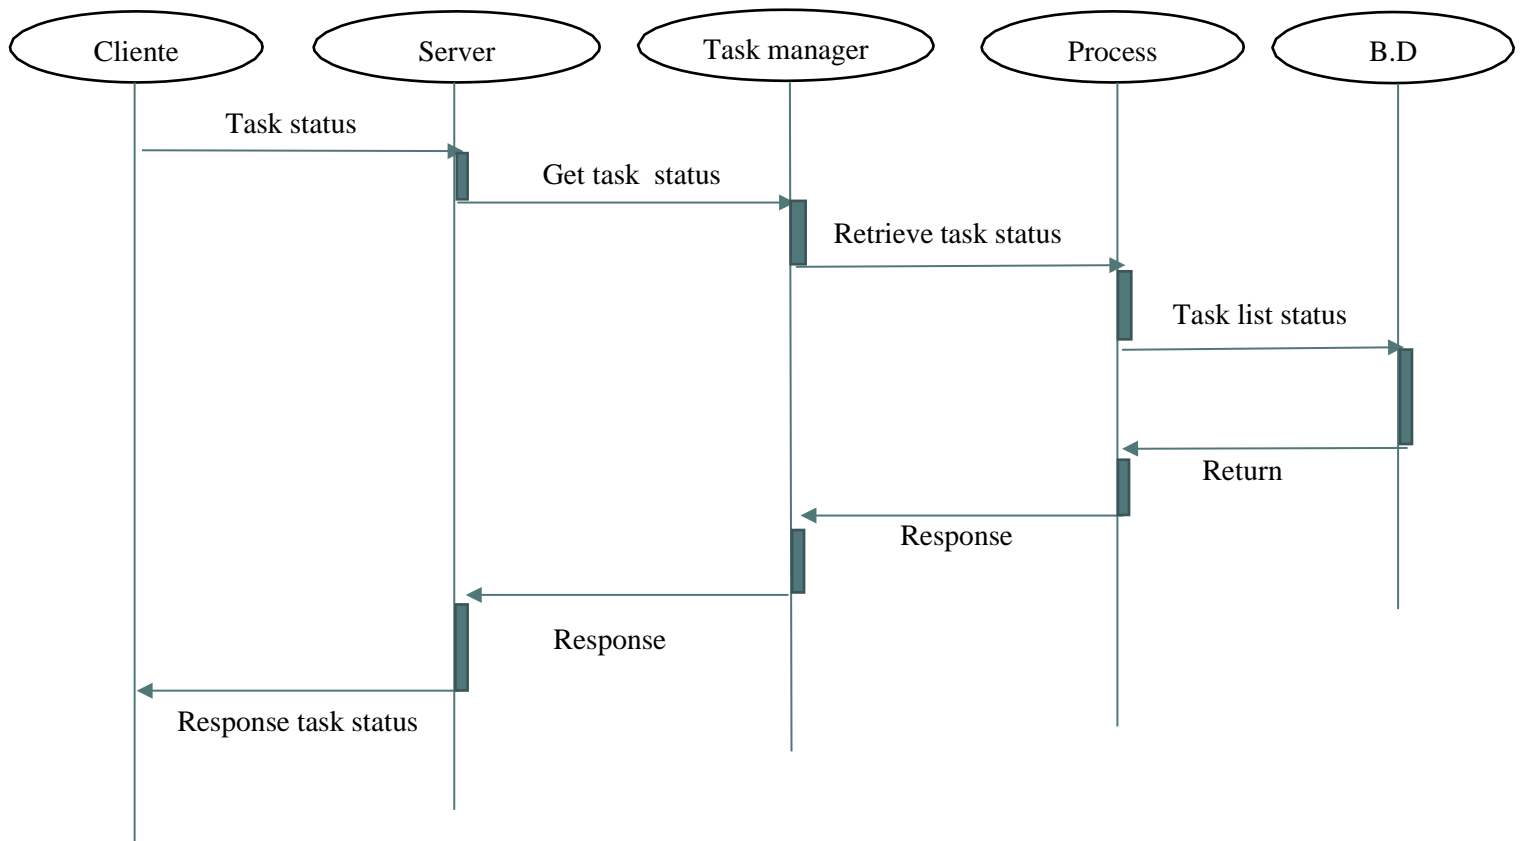 Cliente
Server
Task manager
Process
B.D
Task status
Get task  status
Retrieve task status
Task list status
Return
Response
Response
Response task status